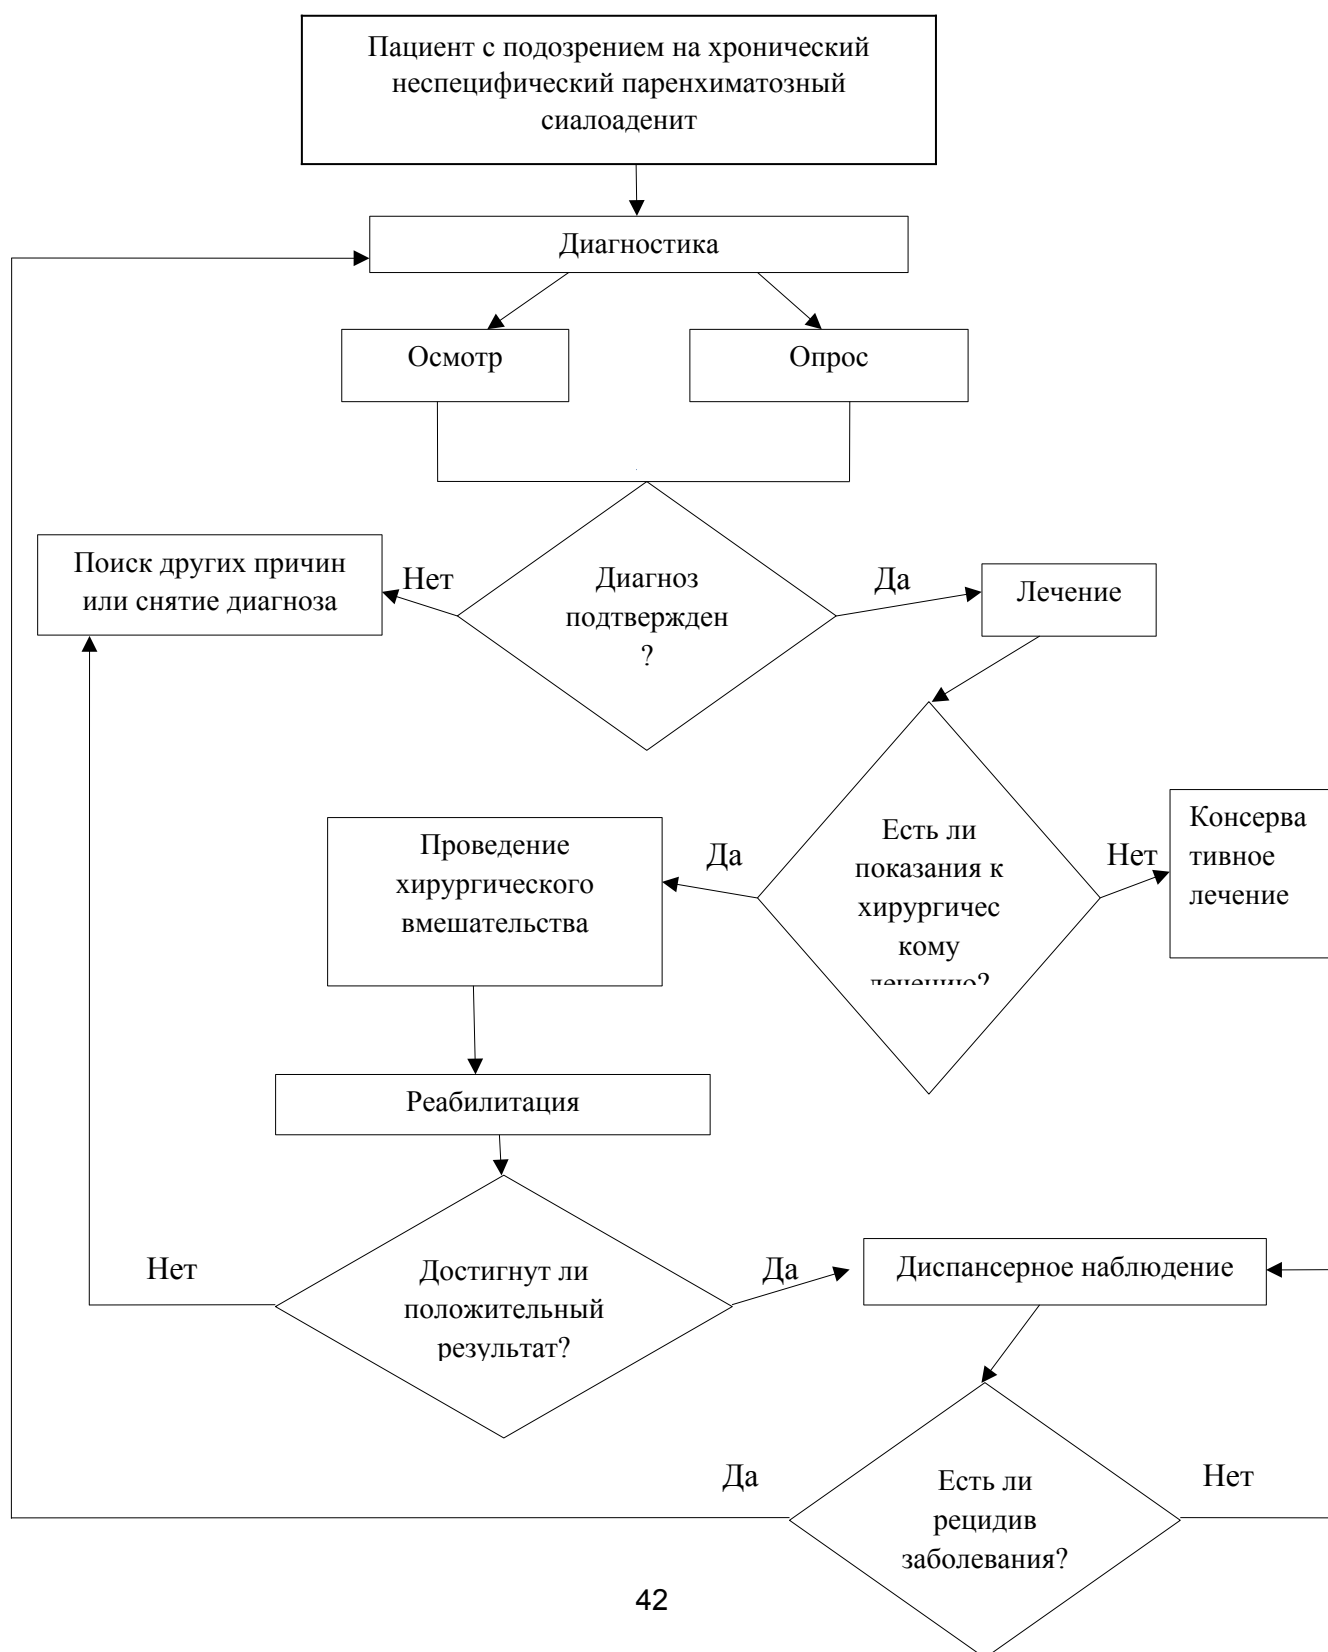 Пациент с подозрением на хронический
неспецифический паренхиматозный
сиалоаденит
Диагностика
Осмотр
Опрос
Диагноз
подтвержден
?
Нет
Да
Поиск других причин
или снятие диагноза
Лечение
Есть ли
показания к
хирургичес
кому
лечению?
Да
Нет
Проведение
хирургического
вмешательства
Консерва
тивное
лечение
Реабилитация
Достигнут ли
положительный
результат?
Нет
Да
Диспансерное наблюдение
Есть ли
рецидив
заболевания?
Да
Нет
42